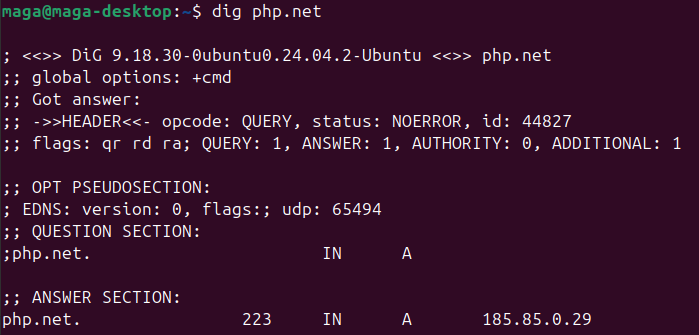 maga@maga-desktop:~$ dig php.net
; <<>> DiG 9.18.30-0ubuntu0.24.04.2-Ubuntu <<>> php.net
;; global options: +cmd
;; Got answer:
;; ->>HEADER<<- opcode: QUERY, status: NOERROR, id: 44827
;; flags: qr rd ra; QUERY: 1, ANSWER: 1, AUTHORITY: 0, ADDITIONAL: 1
;; OPT PSEUDOSECTION:
; EDNS: version: 0, flags:; udp: 65494
;; QUESTION SECTION:
;php.net. IN A
;; ANSWER SECTION:
php.net. 223 IN A 185.85.0.29